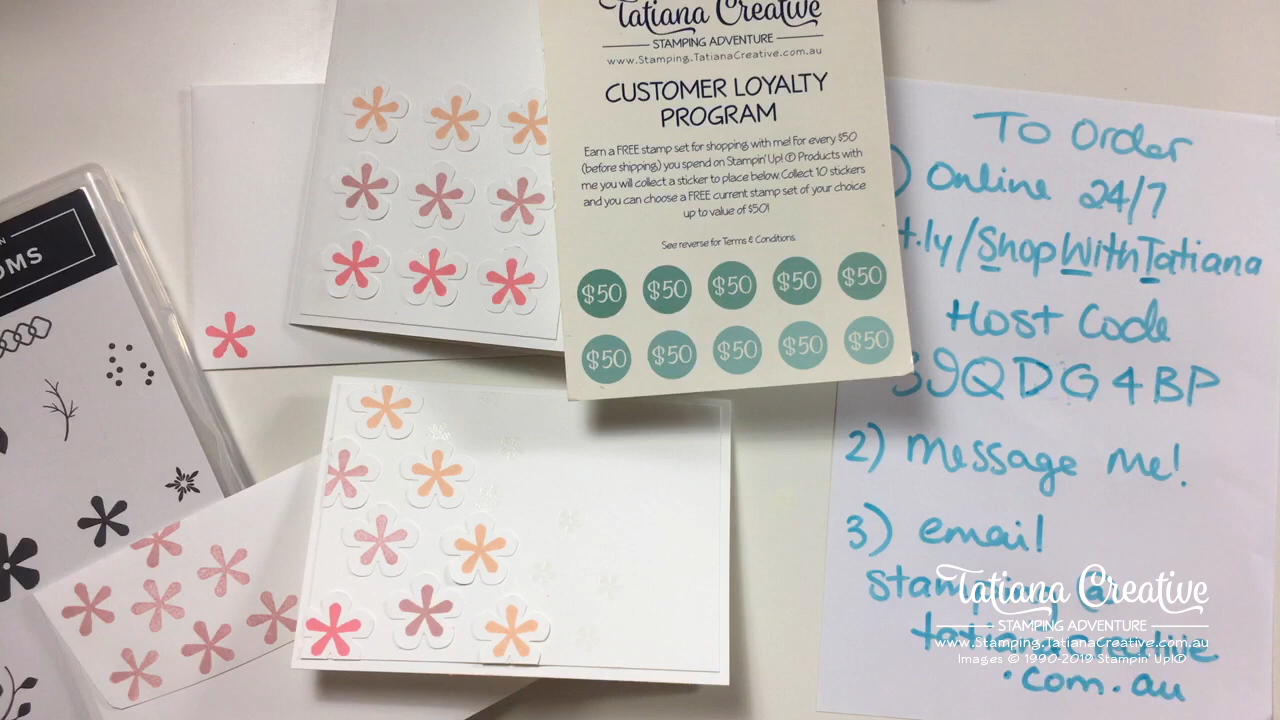 Tatiana Creative
STAMPING ADVENTURE
www.Stamping.TatianaCreative.com.au
CUSTOMER LOYALTY
PROGRAM
Earn a FREE stamp set for shopping with me! For every $50
(before shipping) you spend on Stampin' Up! © Products with
me you will collect a sticker to place below. Collect 10 stickers
and you can choose a FREE current stamp set of your choice
up to value of $50!
See reverse for Terms & Conditions.
$50 $50 $50 $50 $50
$50 $50 $50 $50 $50
To Order
) Online 24/7
t.ly/ShopWithTatiana
Host Code
39QDG4BP
2) Message Me!
3) email
stamping @
tatianacreative
.com.au
Tatiana Creative
STAMPING ADVENTURE
www.Stamping.TatianaCreative.com.au
Images © 1990-2019 Stampin' Up!©